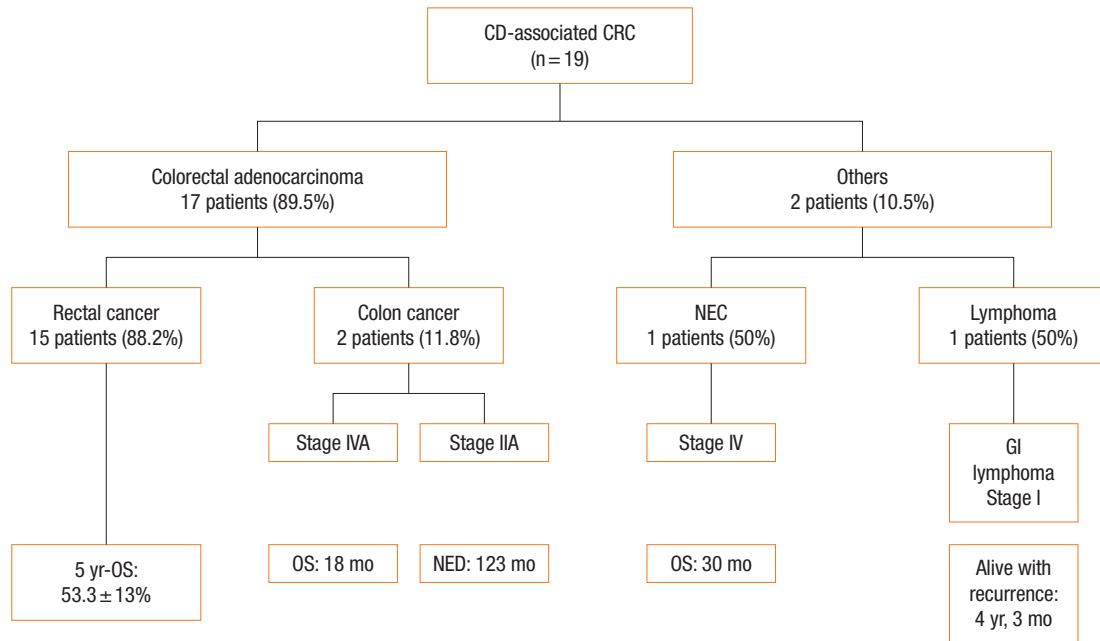 CD-associated CRC
(n = 19)
Colorectal adenocarcinoma
17 patients (89.5%)
Others
2 patients (10.5%)
Rectal cancer
15 patients (88.2%)
Colon cancer
2 patients (11.8%)
NEC
1 patients (50%)
Lymphoma
1 patients (50%)
Stage IVA
Stage IIA
Stage IV
GI
lymphoma
Stage I
5 yr-OS:
53.3 ± 13%
OS: 18 mo
NED: 123 mo
OS: 30 mo
Alive with
recurrence:
4 yr, 3 mo